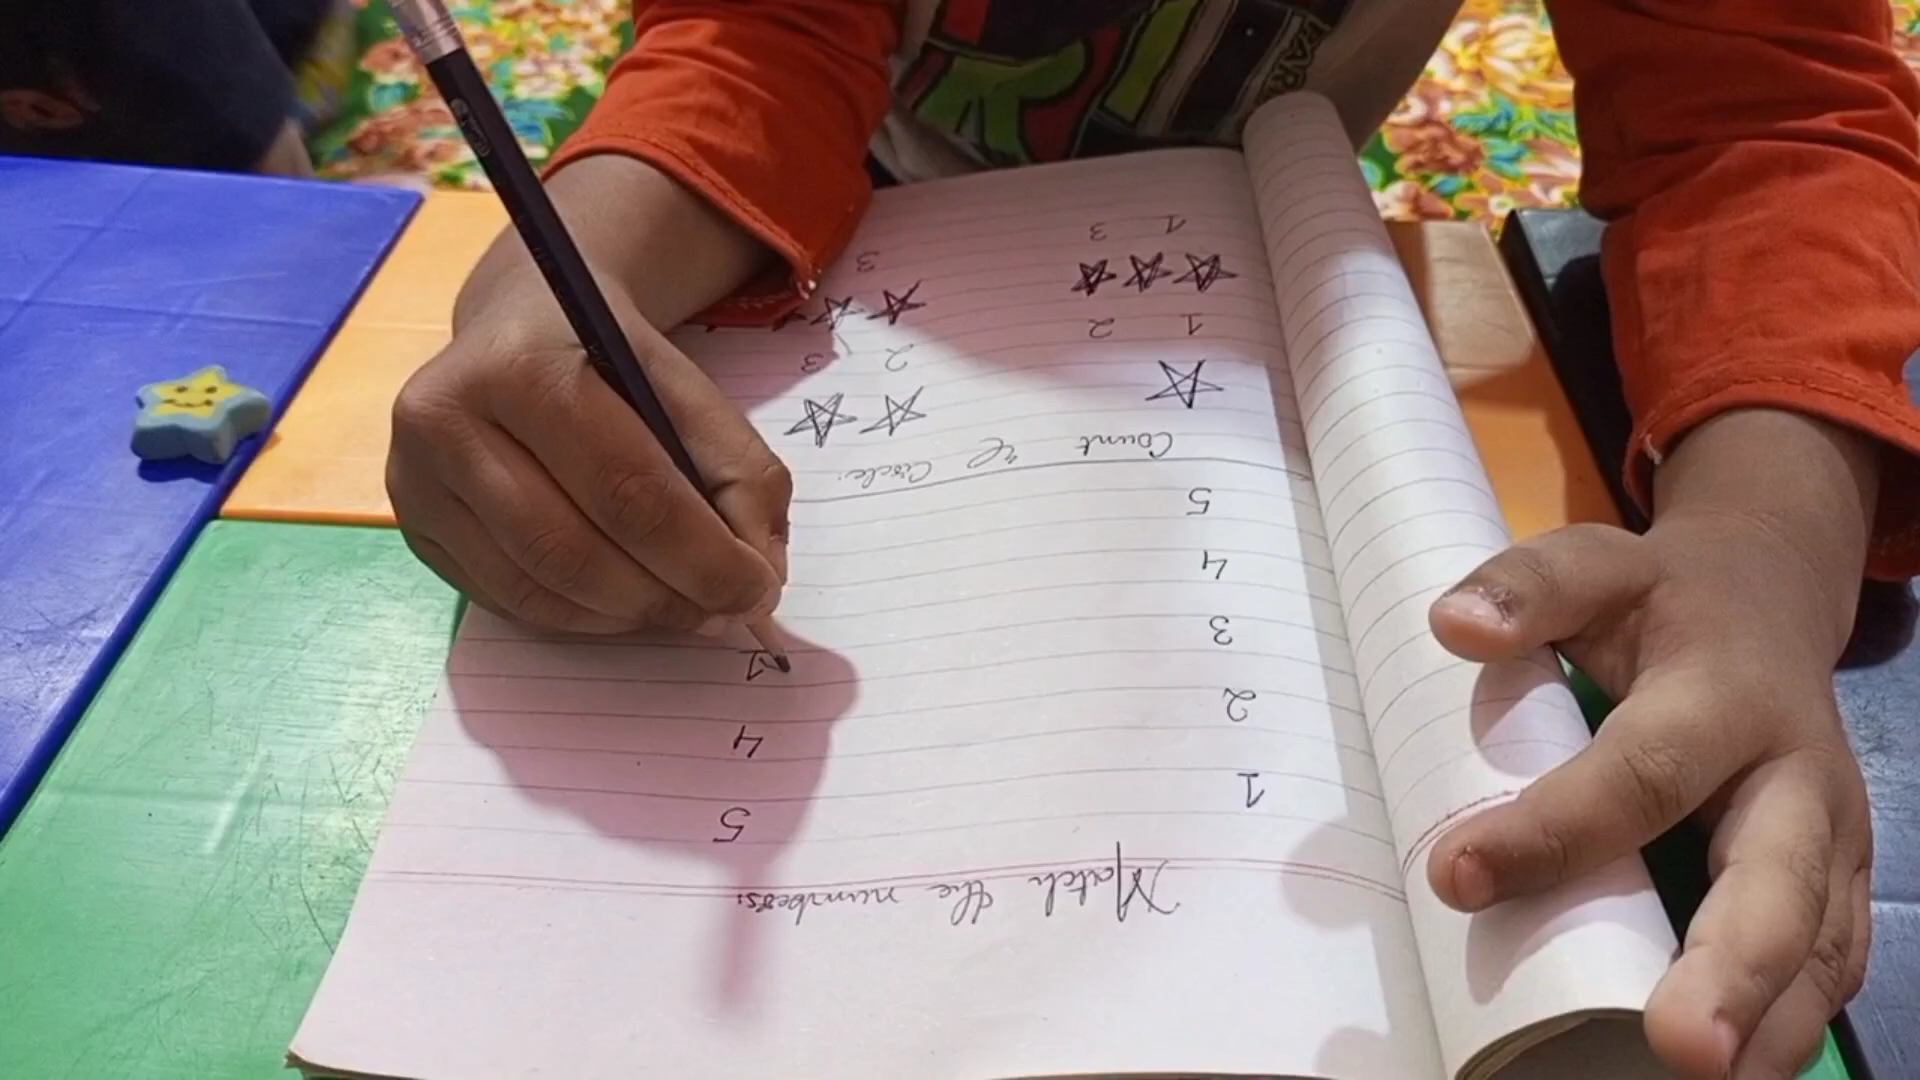 Match the numbers:
1 5
2 4
3 1
4
5
Count & Circle:
1 2 2 3
1 3 3